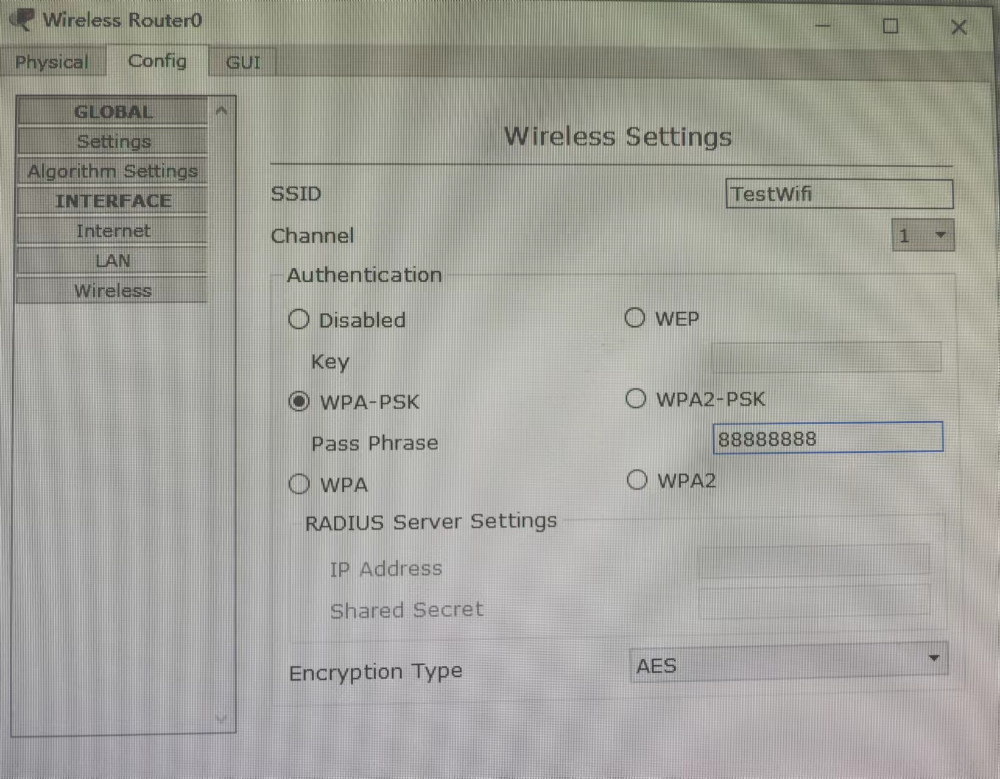 Wireless Router0
Physical Config GUI
GLOBAL
Settings
Algorithm Settings
INTERFACE
Internet
LAN
Wireless
Wireless Settings
SSID TestWifi
Channel 1
Authentication
Disabled WEP
Key
WPA-PSK WPA2-PSK
Pass Phrase 88888888
WPA WPA2
RADIUS Server Settings
IP Address
Shared Secret
Encryption Type AES